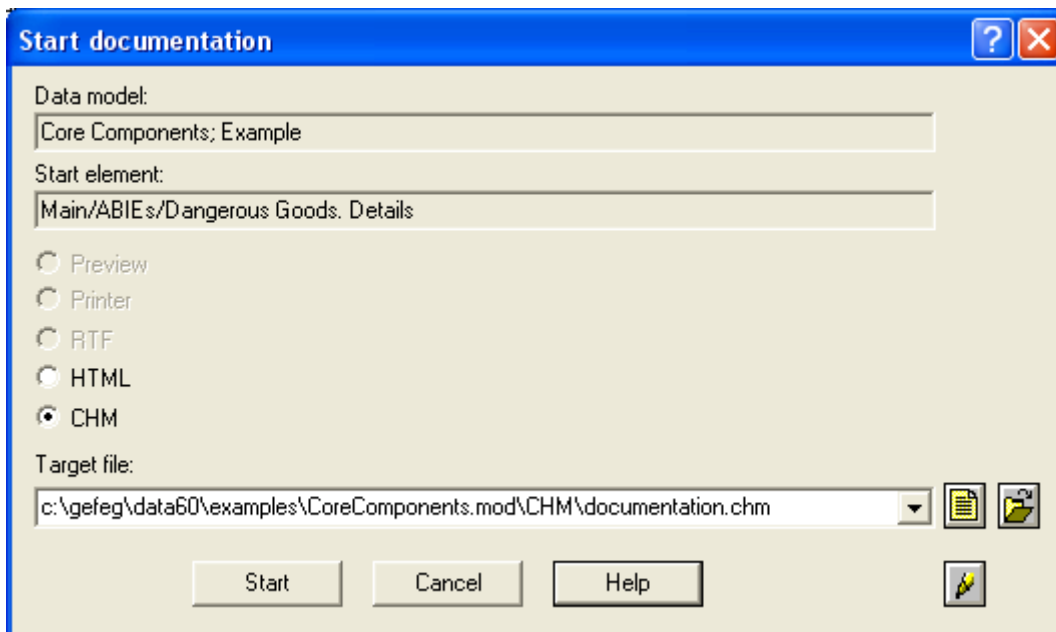 Start documentation
Data model:
Core Components; Example
Start element:
Main/ABIEs/Dangerous Goods. Details
Preview
Printer
RTF
HTML
CHM
Target file:
c:\gefeg\data60\examples\CoreComponents.mod\CHM\documentation.chm
Start Cancel Help